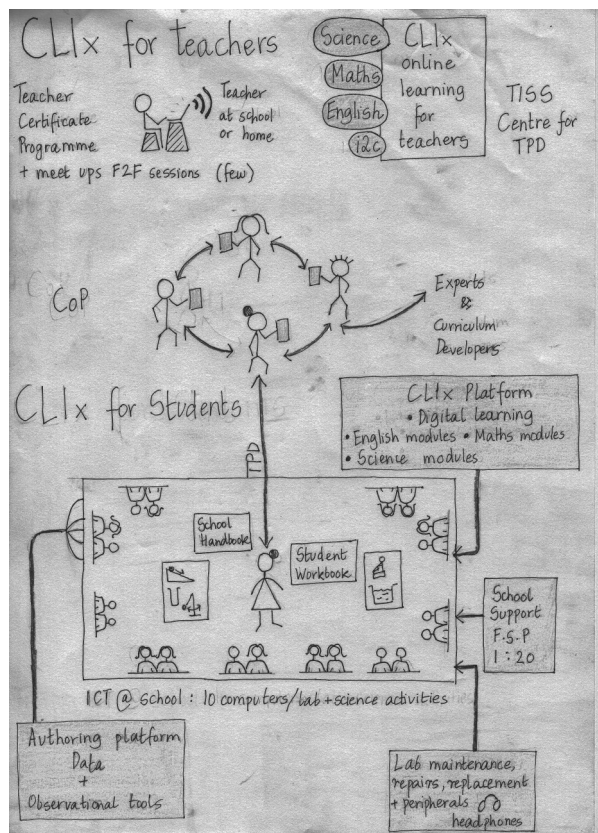 CLIx for teachers
Teacher
Certificate
Programme
+ meet ups F2F sessions (few)
Teacher
at school
or home
Science
Maths
English
i2c
CLIx
online
learning
for
teachers
TISS
Centre for
TPD
CoP
Experts
&
Curriculum
Developers
CLIx for Students
TPD
CLIx Platform
• Digital learning
• English modules • Maths modules
• Science modules
School
Handbook
Student
Workbook
School
Support
F.S.P
1:20
ICT @ school : 10 computers/lab + science activities
Authoring platform
Data
+
Observational tools
Lab maintenance,
repairs, replacement
+ peripherals
headphones